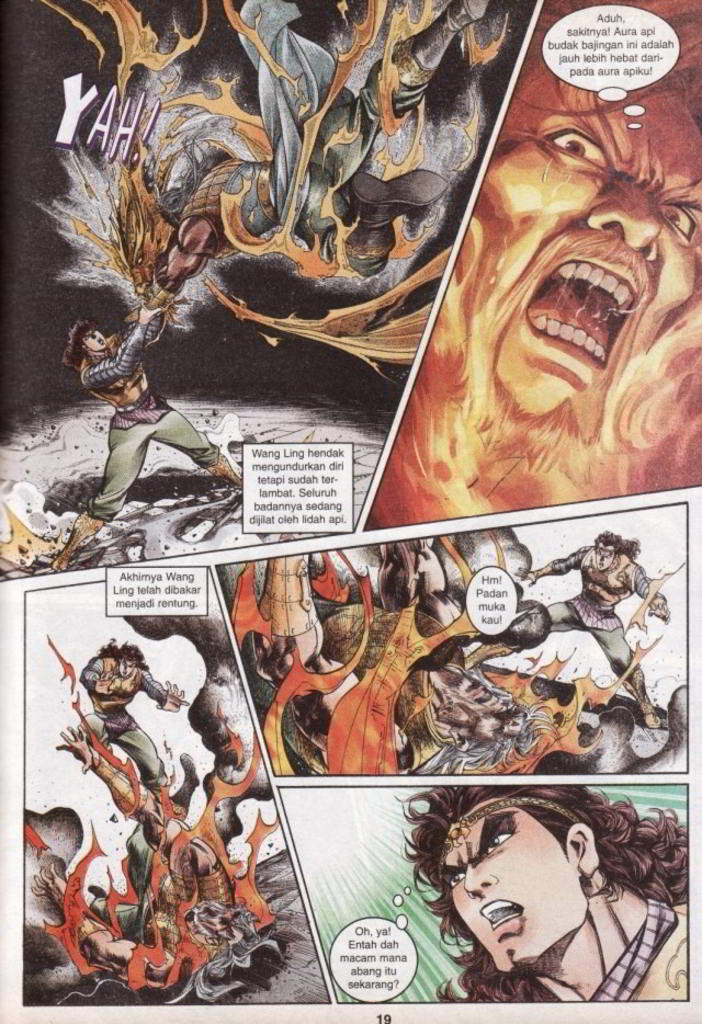 YAH!
Aduh,
sakitnya! Aura api
budak bajingan ini adalah
jauh lebih hebat dari-
pada aura apiku!
Wang Ling hendak
mengundurkan diri
tetapi sudah ter-
lambat. Seluruh
badannya sedang
dijilat oleh lidah api.
Akhirnya Wang
Ling telah dibakar
menjadi rentung.
Hm!
Padan
muka
kau!
Oh, ya!
Entah dah
macam mana
abang itu
sekarang?
19